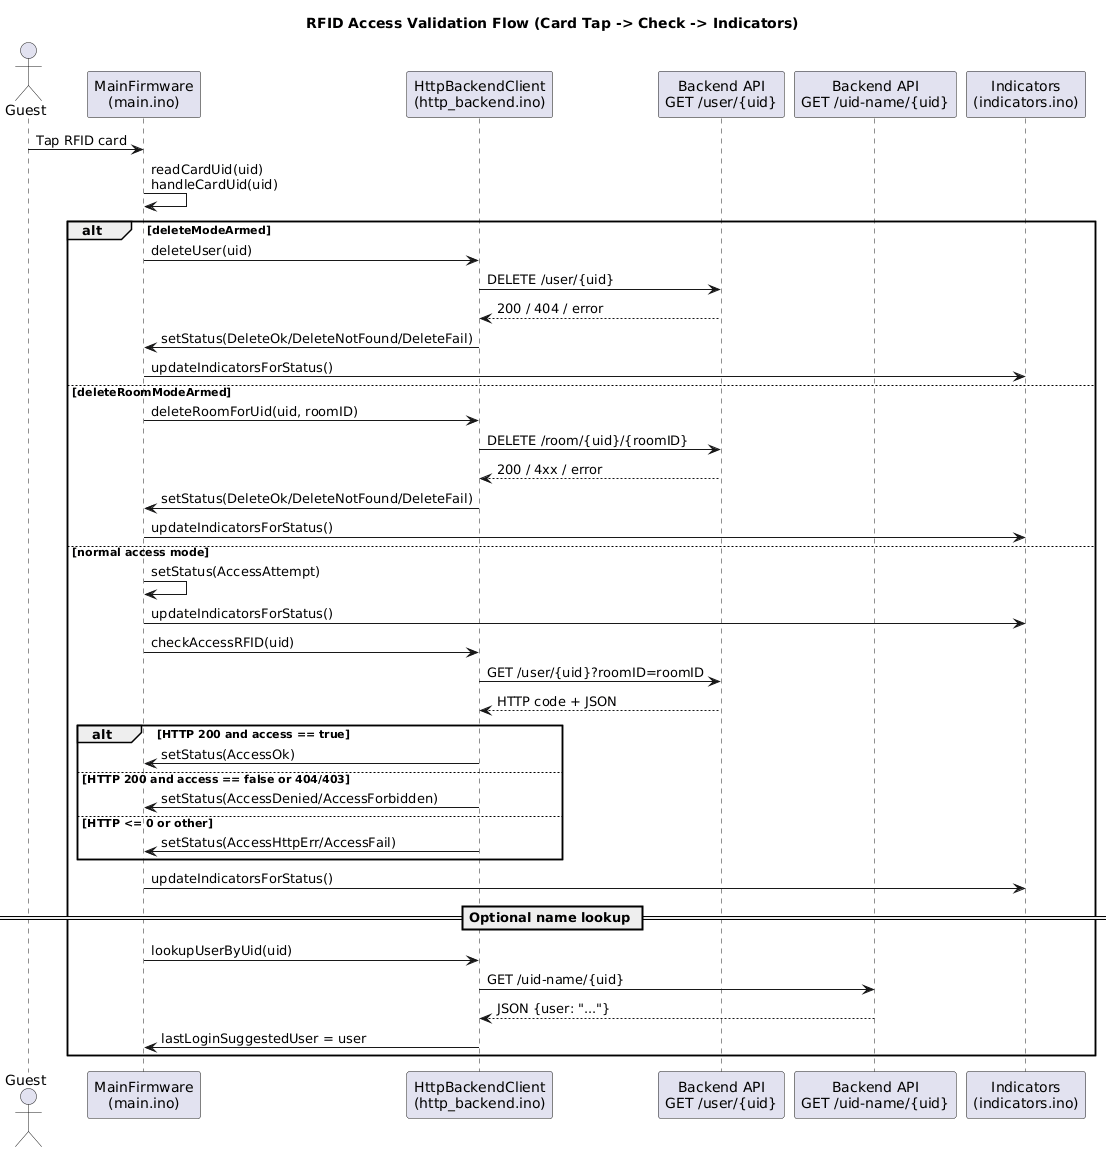 RFID Access Validation Flow (Card Tap -> Check -> Indicators)
Guest
MainFirmware
(main.ino)
HttpBackendClient
(http_backend.ino)
Backend API
GET /user/{uid}
Backend API
GET /uid-name/{uid}
Indicators
(indicators.ino)
Tap RFID card
readCardUid(uid)
handleCardUid(uid)
alt [deleteModeArmed]
deleteUser(uid)
DELETE /user/{uid}
200 / 404 / error
setStatus(DeleteOk/DeleteNotFound/DeleteFail)
updateIndicatorsForStatus()
[deleteRoomModeArmed]
deleteRoomForUid(uid, roomID)
DELETE /room/{uid}/{roomID}
200 / 4xx / error
setStatus(DeleteOk/DeleteNotFound/DeleteFail)
updateIndicatorsForStatus()
[normal access mode]
setStatus(AccessAttempt)
updateIndicatorsForStatus()
checkAccessRFID(uid)
GET /user/{uid}?roomID=roomID
HTTP code + JSON
alt [HTTP 200 and access == true]
setStatus(AccessOk)
[HTTP 200 and access == false or 404/403]
setStatus(AccessDenied/AccessForbidden)
[HTTP <= 0 or other]
setStatus(AccessHttpErr/AccessFail)
updateIndicatorsForStatus()
Optional name lookup
lookupUserByUid(uid)
GET /uid-name/{uid}
JSON {user: "..."}
lastLoginSuggestedUser = user
Guest
MainFirmware
(main.ino)
HttpBackendClient
(http_backend.ino)
Backend API
GET /user/{uid}
Backend API
GET /uid-name/{uid}
Indicators
(indicators.ino)